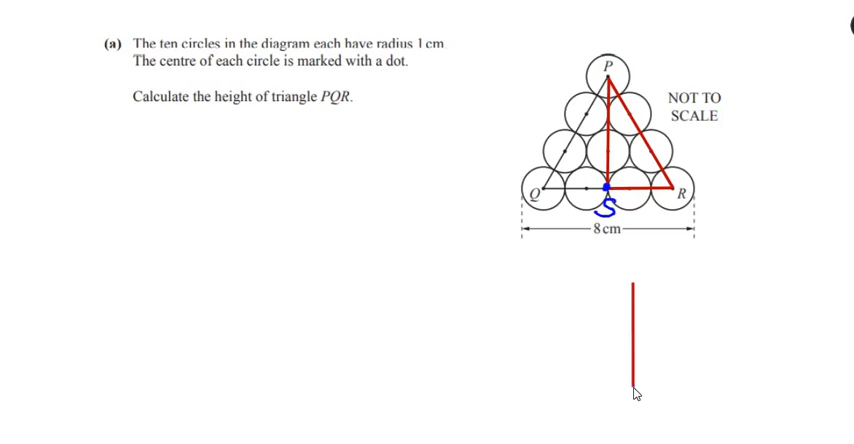 (a) The ten circles in the diagram each have radius 1 cm
The centre of each circle is marked with a dot.
Calculate the height of triangle PQR.
P
NOT TO
SCALE
Q
R
S
8 cm